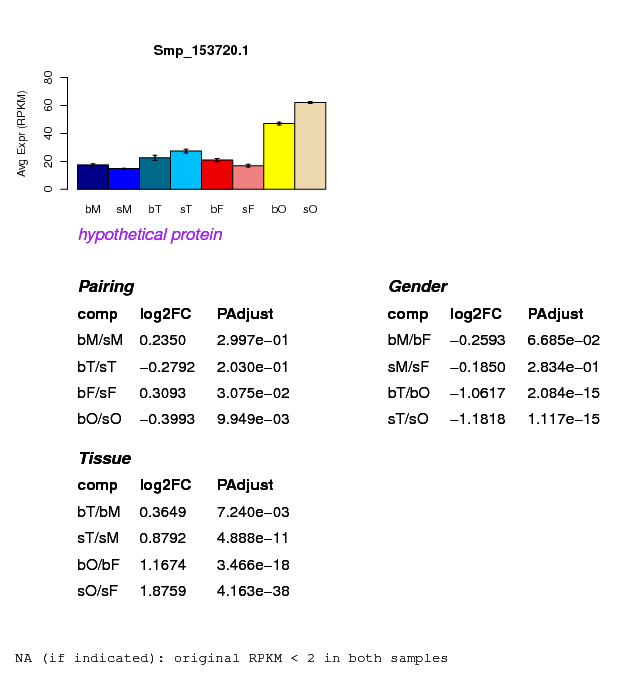 Smp_153720.1
Avg Expr (RPKM)
0 20 40 60 80
bM sM bT sT bF sF bO sO
hypothetical protein
Pairing
comp log2FC PAdjust
bM/sM 0.2350 2.997e−01
bT/sT −0.2792 2.030e−01
bF/sF 0.3093 3.075e−02
bO/sO −0.3993 9.949e−03
Gender
comp log2FC PAdjust
bM/bF −0.2593 6.685e−02
sM/sF −0.1850 2.834e−01
bT/bO −1.0617 2.084e−15
sT/sO −1.1818 1.117e−15
Tissue
comp log2FC PAdjust
bT/bM 0.3649 7.240e−03
sT/sM 0.8792 4.888e−11
bO/bF 1.1674 3.466e−18
sO/sF 1.8759 4.163e−38
NA (if indicated): original RPKM < 2 in both samples